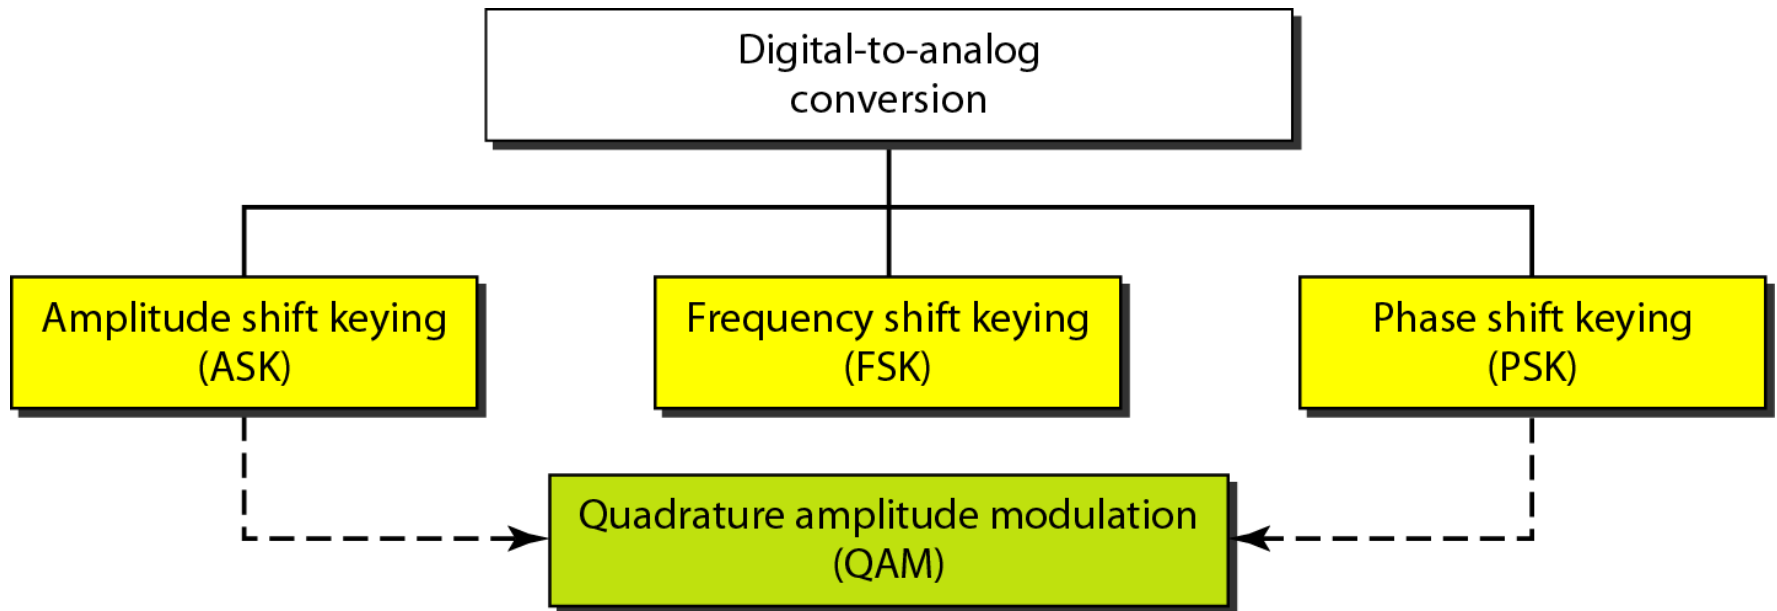 Digital-to-analog
conversion
Amplitude shift keying
(ASK)
Frequency shift keying
(FSK)
Phase shift keying
(PSK)
Quadrature amplitude modulation
(QAM)